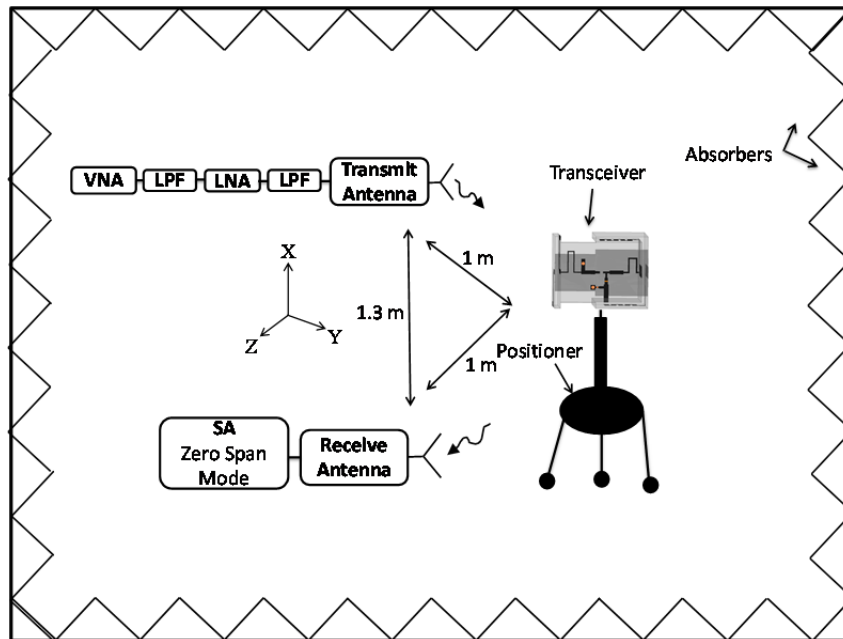 Absorbers
Transceiver
VNA
LPF
LNA
LPF
Transmit
Antenna
1 m
X
1.3 m
Z
Y
1 m
Positioner
SA
Zero Span
Mode
Receive
Antenna